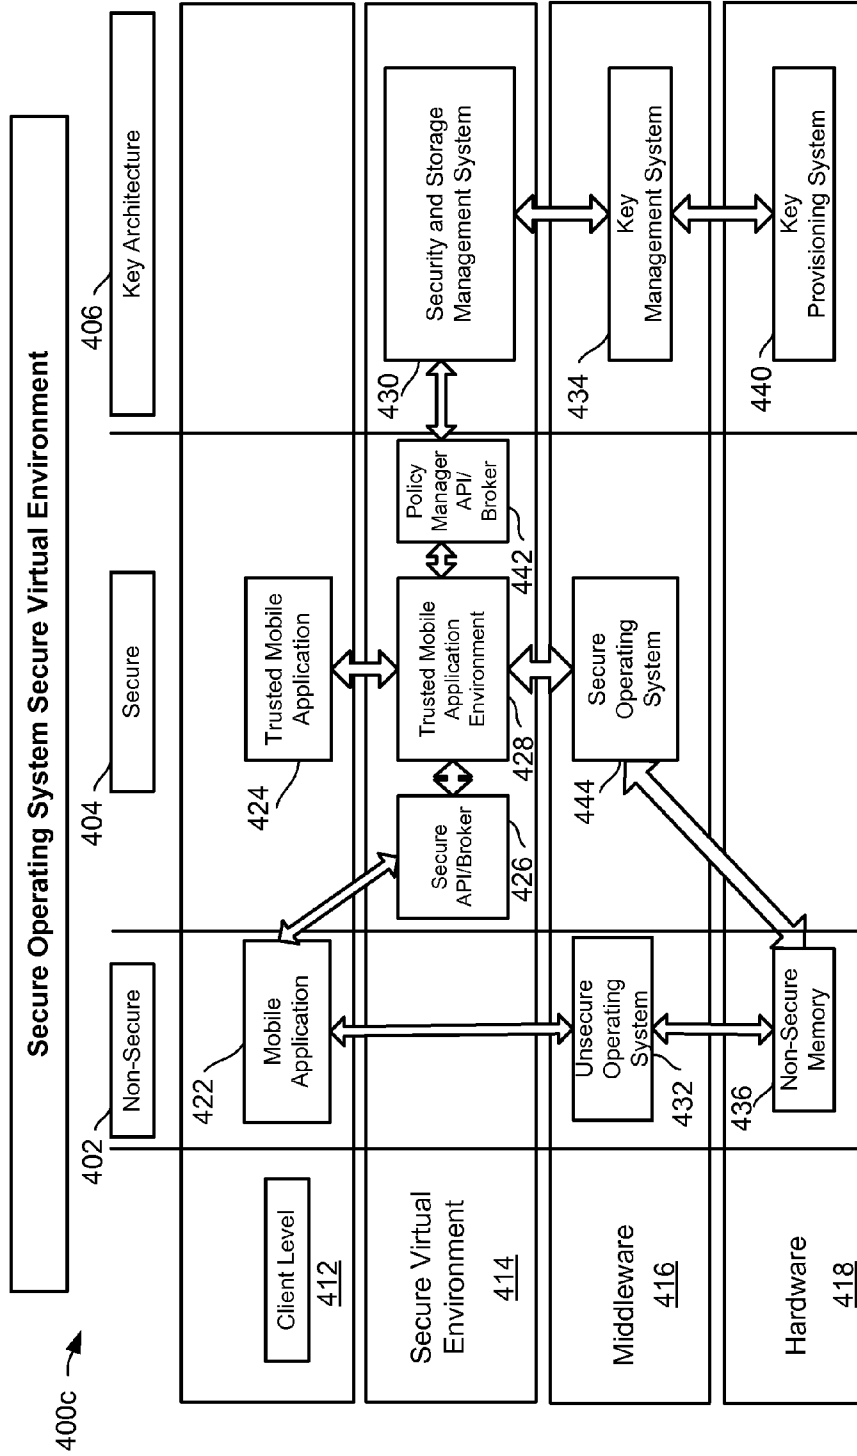 400c
Secure Operating System Secure Virtual Environment
402
Non-Secure
404
Secure
406
Key Architecture
Client Level
412
422
Mobile
Application
424
Trusted Mobile
Application
Secure Virtual
Environment
414
Secure
API/Broker
426
Trusted Mobile
Application
Environment
428
Policy
Manager
API/
Broker
442
430
Security and Storage
Management System
Middleware
416
Unsecure
Operating
System
432
444
Secure
Operating
System
434
Key
Management System
Hardware
418
436
Non-Secure
Memory
440
Key
Provisioning System